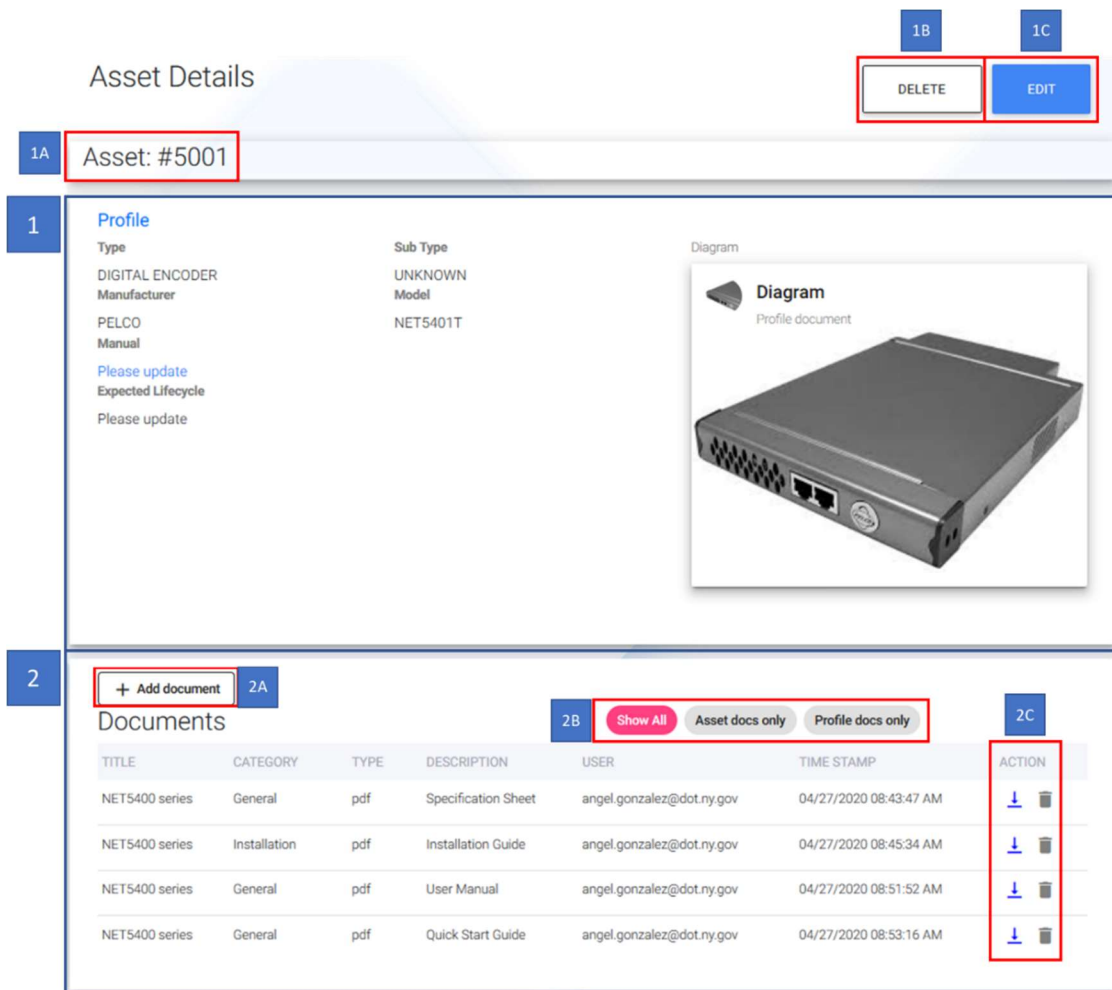 1B 1C
Asset Details DELETE EDIT
1A Asset: #5001
1
Profile
Type Sub Type Diagram
DIGITAL ENCODER UNKNOWN
Manufacturer Model
Diagram
PELCO NET5401T Profile document
Manual
Please update
Expected Lifecycle
Please update
2
+ Add document 2A
Documents 2B Show All Asset docs only Profile docs only 2C
TITLE CATEGORY TYPE DESCRIPTION USER TIME STAMP ACTION
NET5400 series General pdf Specification Sheet angel.gonzalez@dot.ny.gov 04/27/2020 08:43:47 AM
NET5400 series Installation pdf Installation Guide angel.gonzalez@dot.ny.gov 04/27/2020 08:45:34 AM
NET5400 series General pdf User Manual angel.gonzalez@dot.ny.gov 04/27/2020 08:51:52 AM
NET5400 series General pdf Quick Start Guide angel.gonzalez@dot.ny.gov 04/27/2020 08:53:16 AM